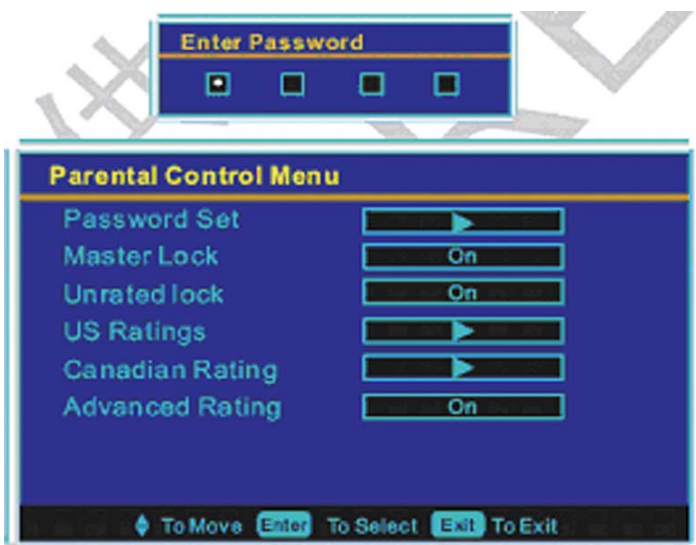 Enter Password
Parental Control Menu
Password Set
Master Lock On
Unrated lock On
US Ratings
Canadian Rating
Advanced Rating On
To Move Enter To Select Exit To Exit